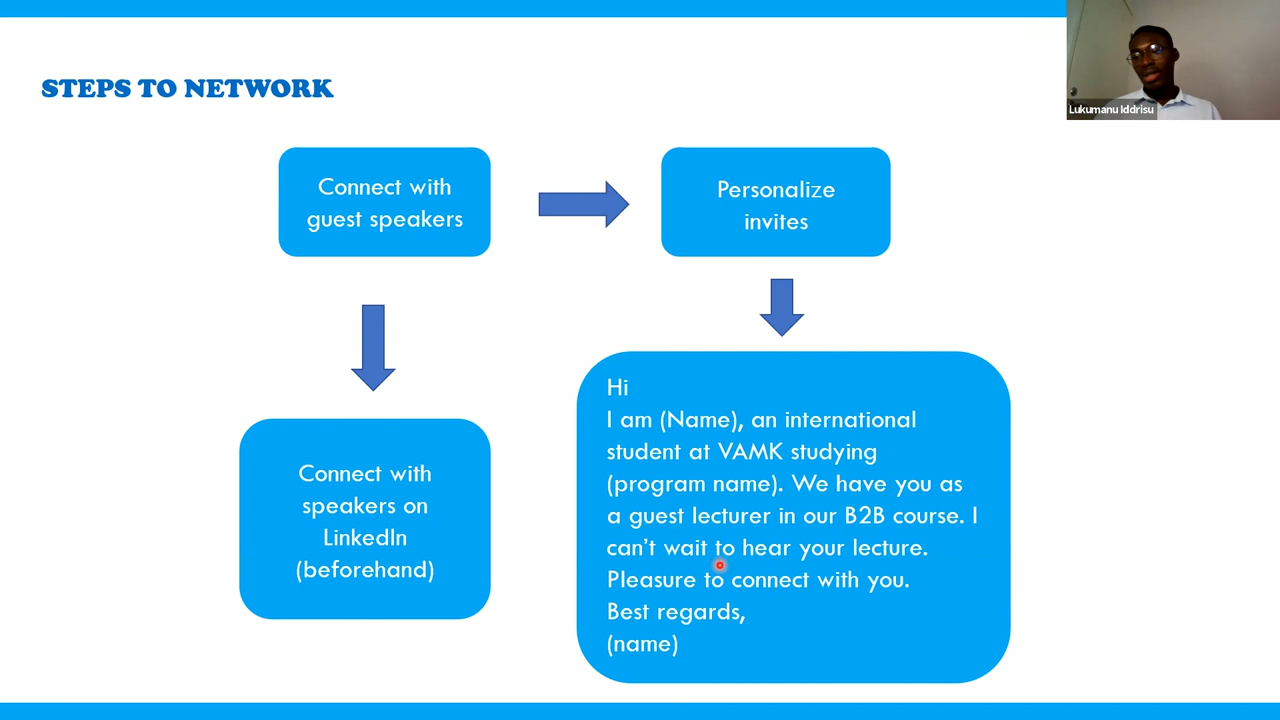 STEPS TO NETWORK
Lukumanu Iddrisu
Connect with
guest speakers
Personalize
invites
Connect with
speakers on
LinkedIn
(beforehand)
Hi
I am (Name), an international
student at VAMK studying
(program name). We have you as
a guest lecturer in our B2B course. I
can't wait to hear your lecture.
Pleasure to connect with you.
Best regards,
(name)